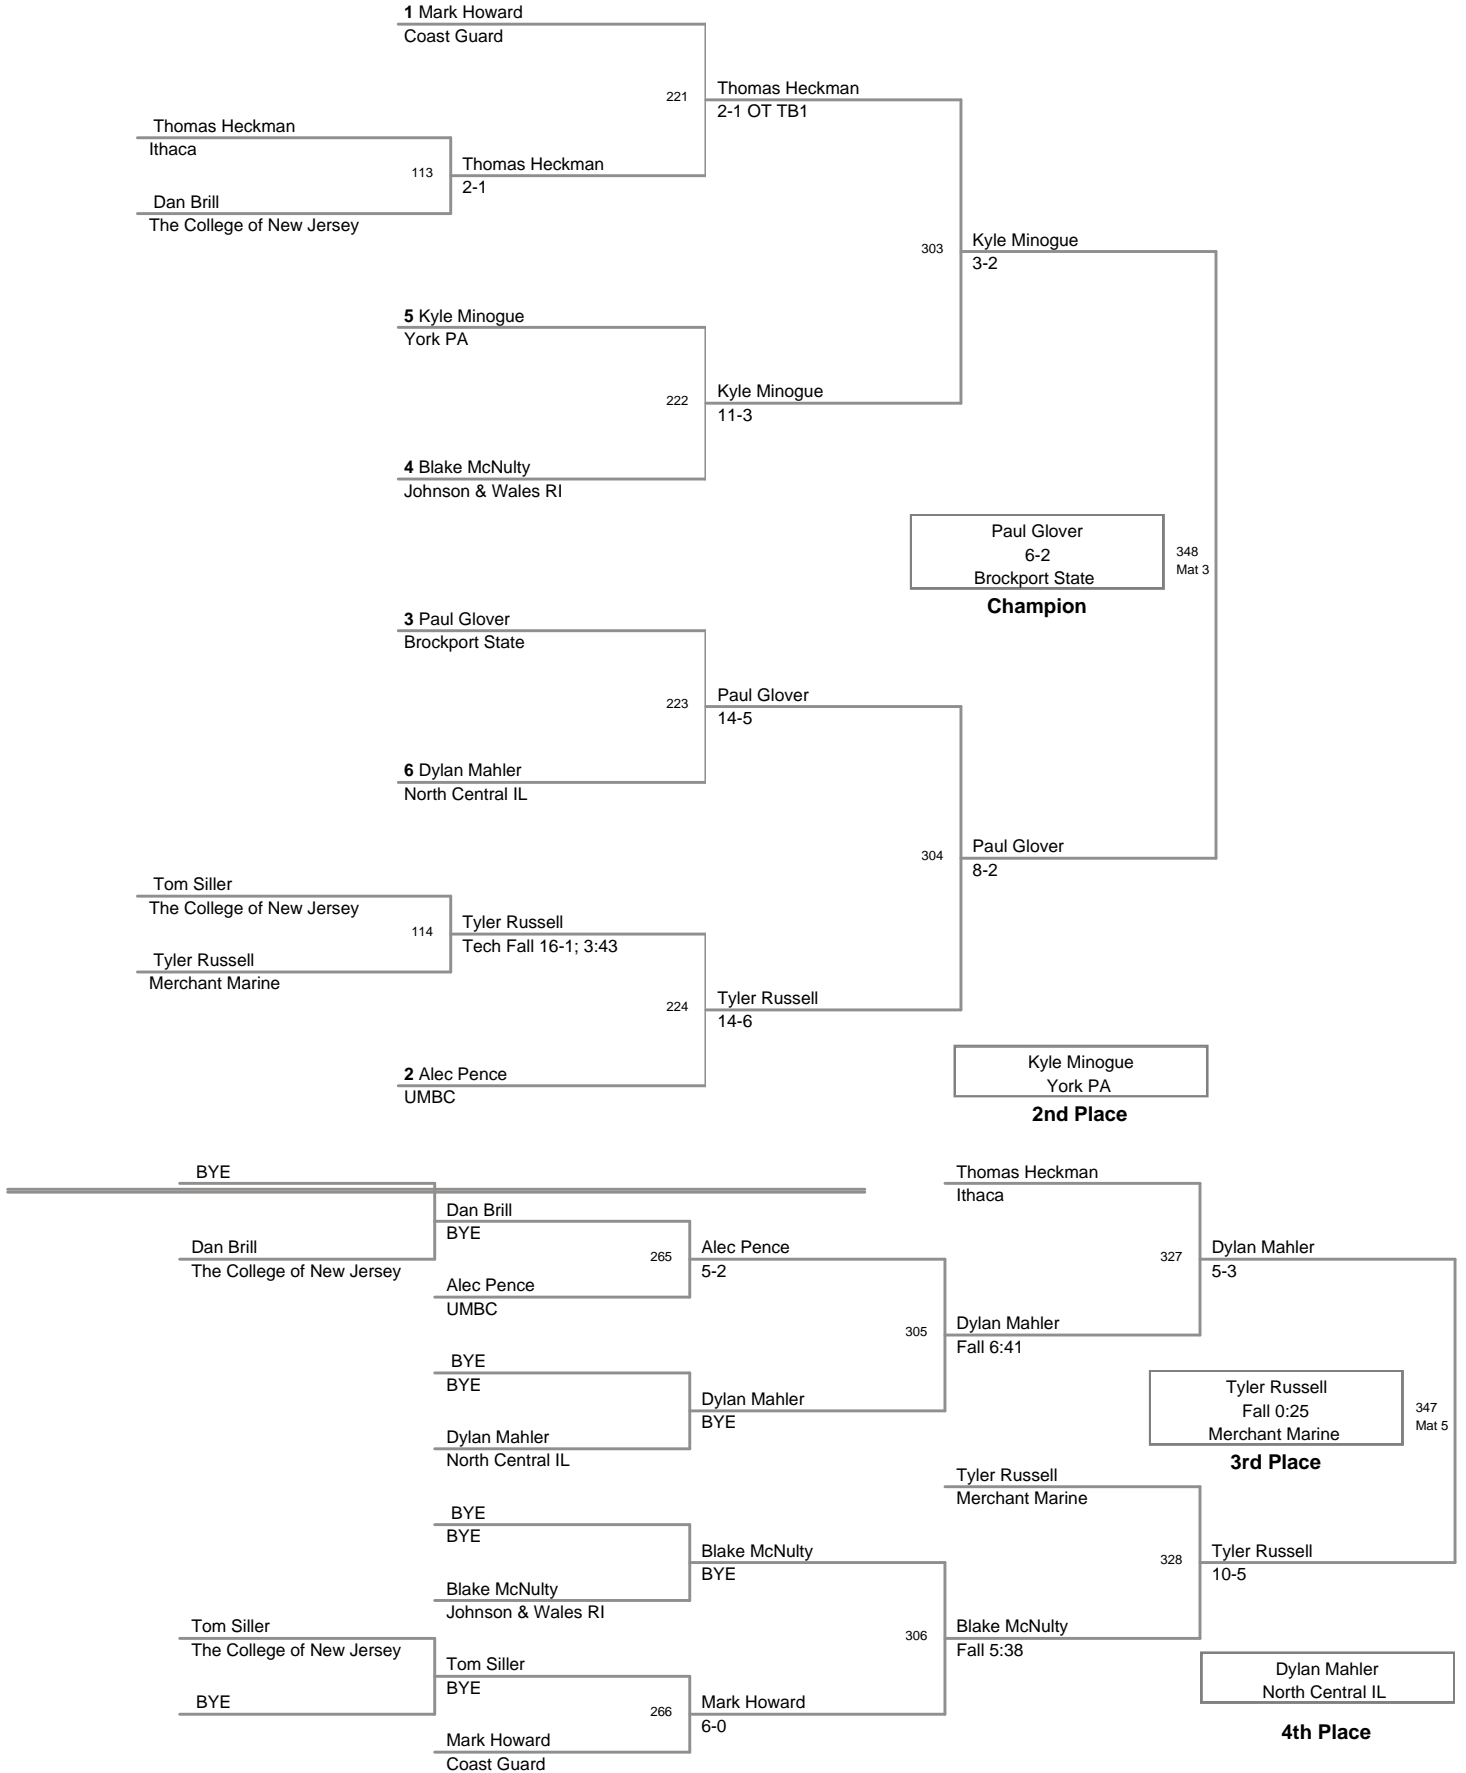 1 Mark Howard
Coast Guard
221
Thomas Heckman
2-1 OT TB1
Thomas Heckman
Ithaca
113
Thomas Heckman
2-1
Dan Brill
The College of New Jersey
303
Kyle Minogue
3-2
5 Kyle Minogue
York PA
222
Kyle Minogue
11-3
4 Blake McNulty
Johnson & Wales RI
Paul Glover
6-2
Brockport State
348
Mat 3
Champion
3 Paul Glover
Brockport State
223
Paul Glover
14-5
6 Dylan Mahler
North Central IL
304
Paul Glover
8-2
Tom Siller
The College of New Jersey
114
Tyler Russell
Tech Fall 16-1; 3:43
Tyler Russell
Merchant Marine
224
Tyler Russell
14-6
2 Alec Pence
UMBC
Kyle Minogue
York PA
2nd Place
BYE
Dan Brill
BYE
Dan Brill
The College of New Jersey
265
Alec Pence
5-2
Alec Pence
UMBC
305
Dylan Mahler
Fall 6:41
BYE
BYE
Dylan Mahler
BYE
Dylan Mahler
North Central IL
Thomas Heckman
Ithaca
327
Dylan Mahler
5-3
Tyler Russell
Fall 0:25
Merchant Marine
347
Mat 5
3rd Place
Tyler Russell
Merchant Marine
328
Tyler Russell
10-5
BYE
BYE
Blake McNulty
BYE
Blake McNulty
Johnson & Wales RI
306
Blake McNulty
Fall 5:38
Tom Siller
The College of New Jersey
Tom Siller
BYE
BYE
266
Mark Howard
6-0
Mark Howard
Coast Guard
Dylan Mahler
North Central IL
4th Place